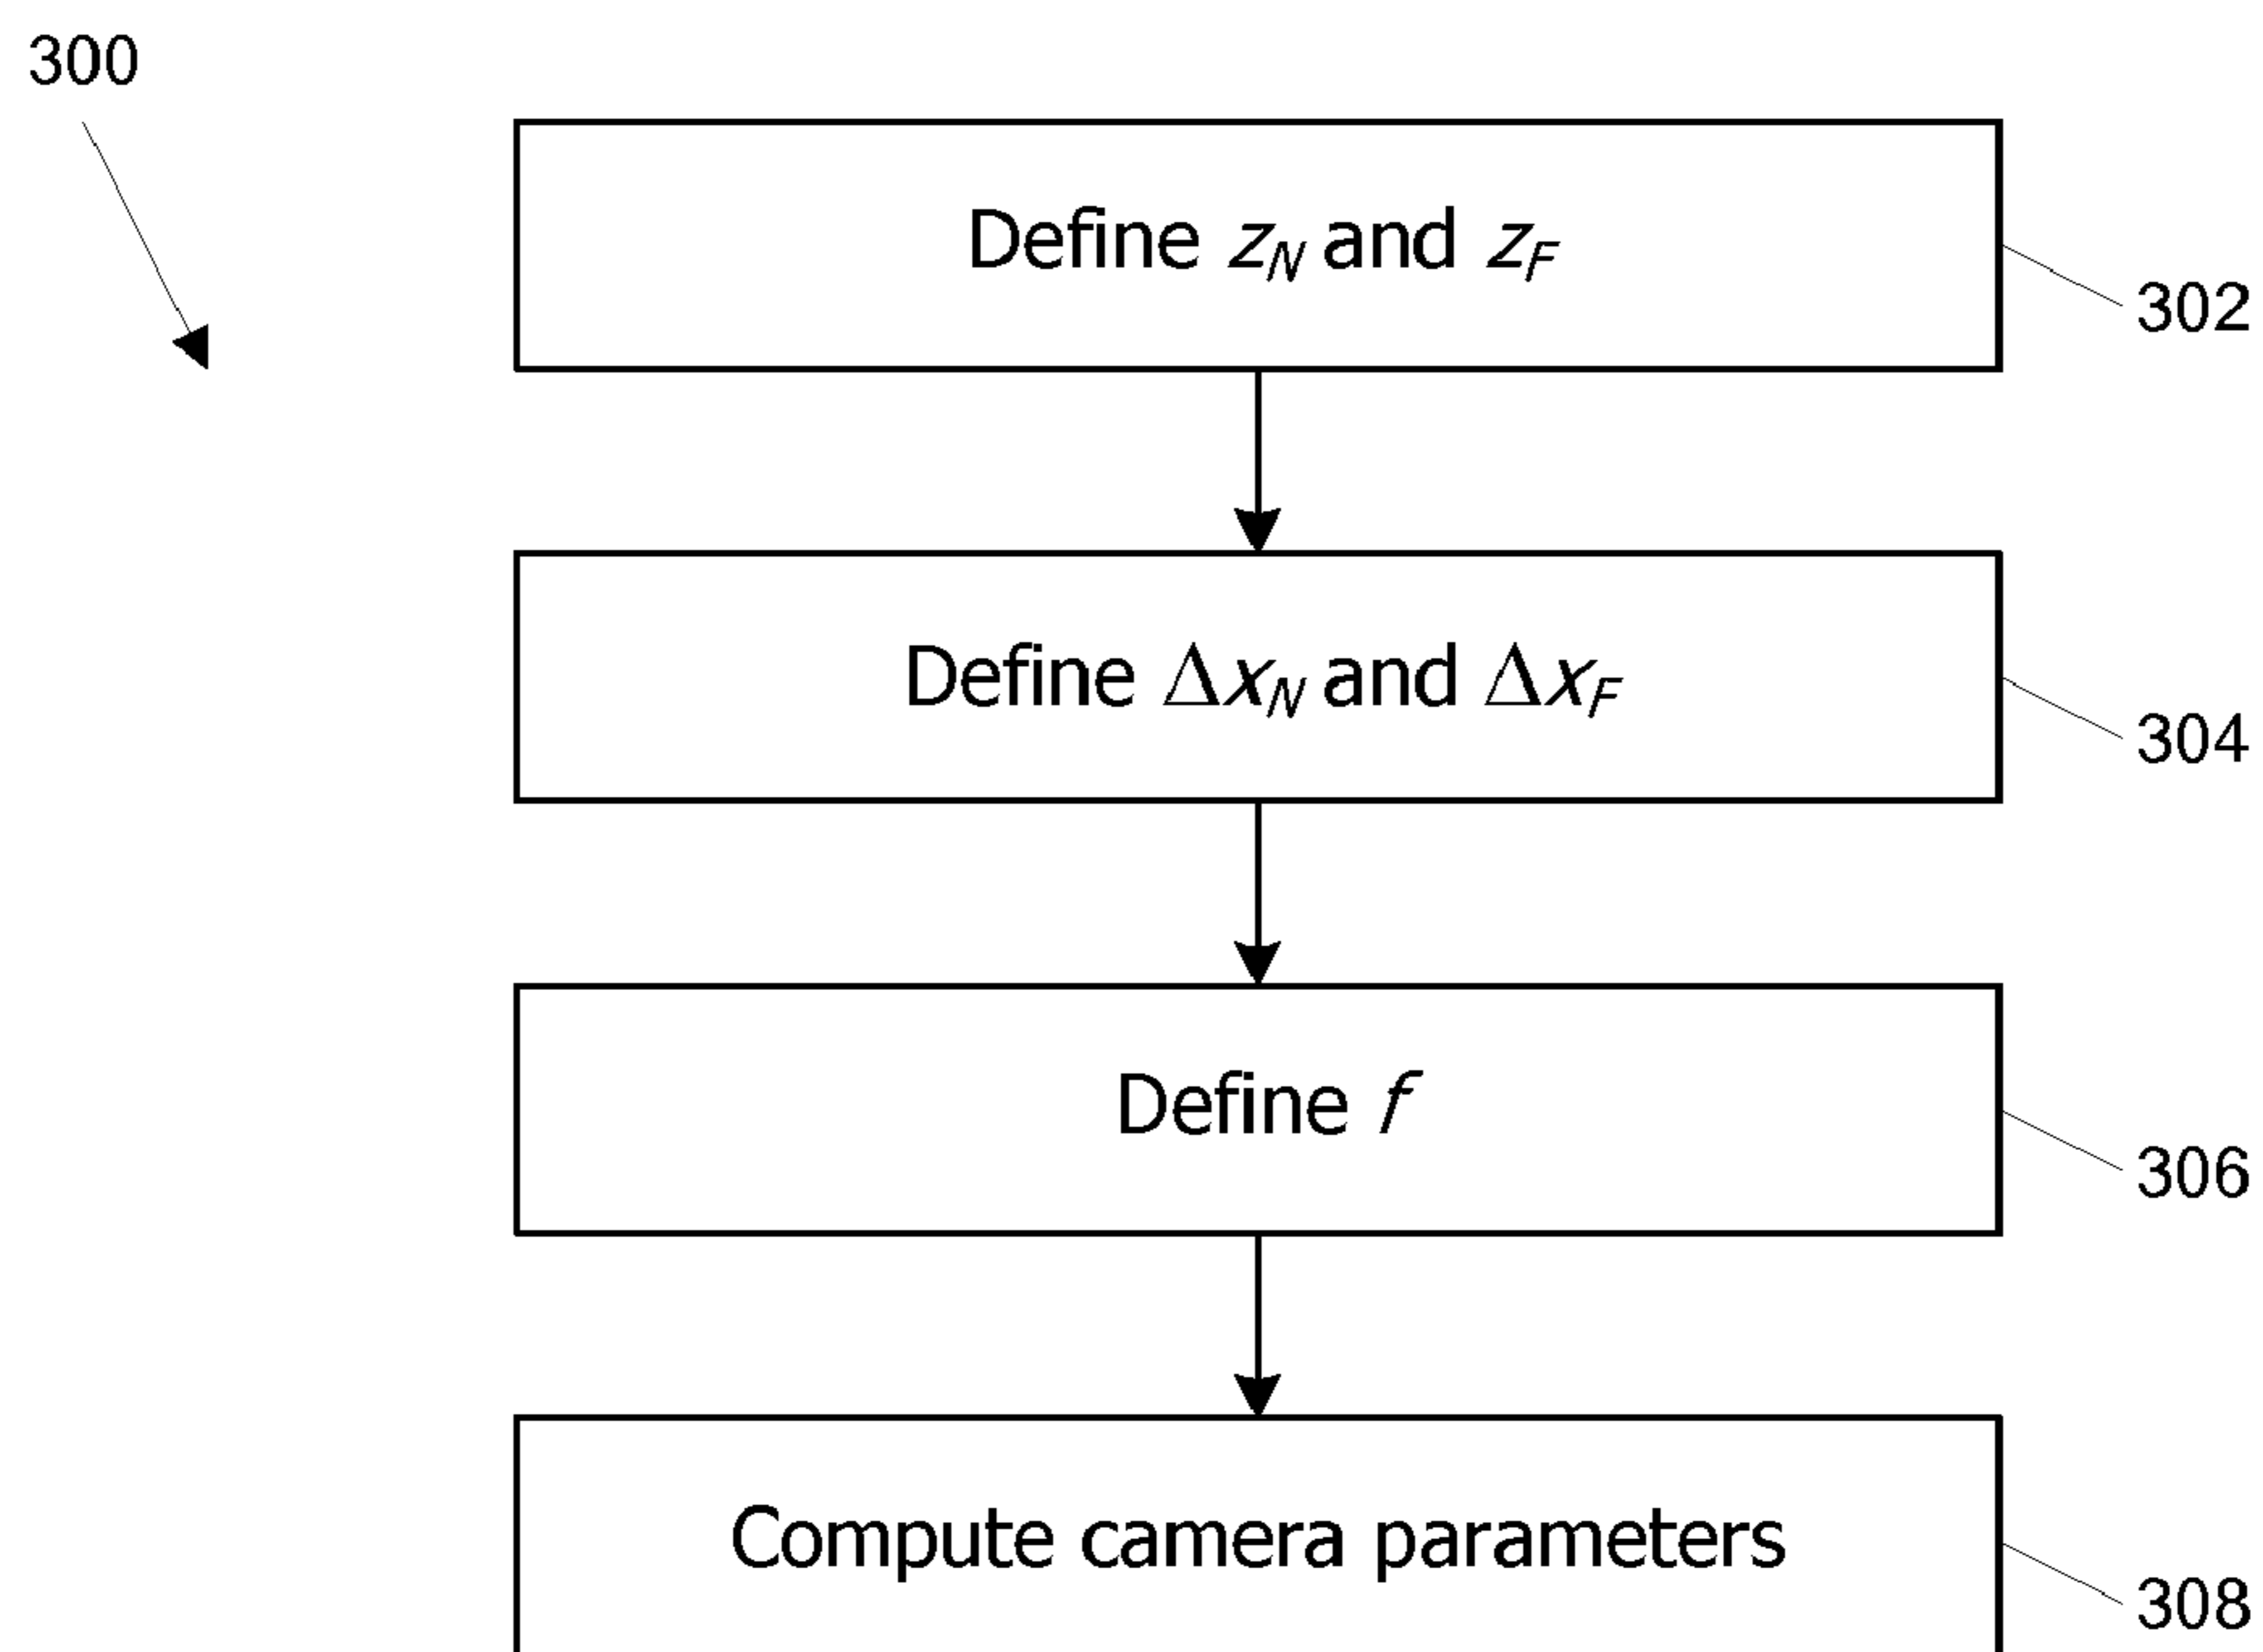 300
Define z_N and z_F
302
Define Δx_N and Δx_F
304
Define f
306
Compute camera parameters
308